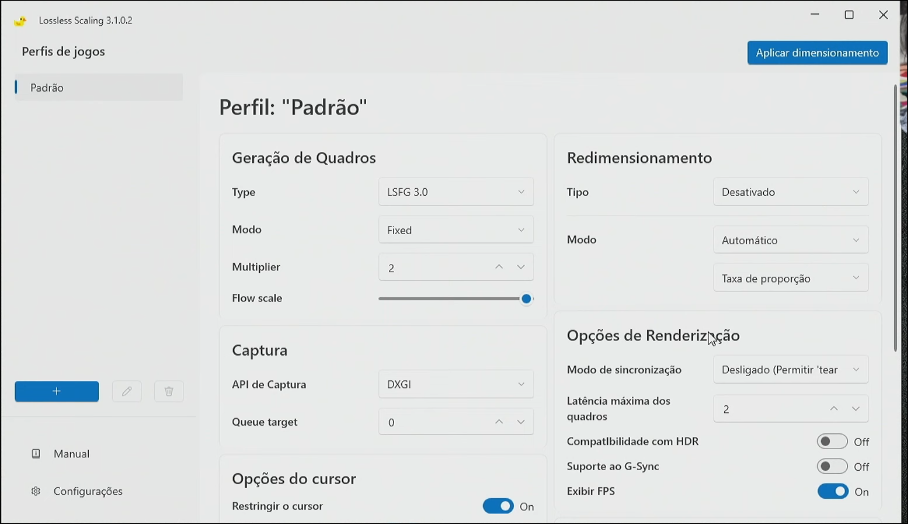 Lossless Scaling 3.1.0.2
Perfis de jogos
Aplicar dimensionamento
Padrão
Perfil: "Padrão"
Geração de Quadros
Type LSFG 3.0
Modo Fixed
Multiplier 2
Flow scale
Captura
API de Captura DXGI
Queue target 0
Opções do cursor
Restringir o cursor On
Redimensionamento
Tipo Desativado
Modo Automático
Taxa de proporção
Opções de Renderização
Modo de sincronização Desligado (Permitir 'tear
Latência máxima dos
quadros 2
CompatIbilidade com HDR Off
Suporte ao G-Sync Off
Exibir FPS On
+
Manual
Configurações